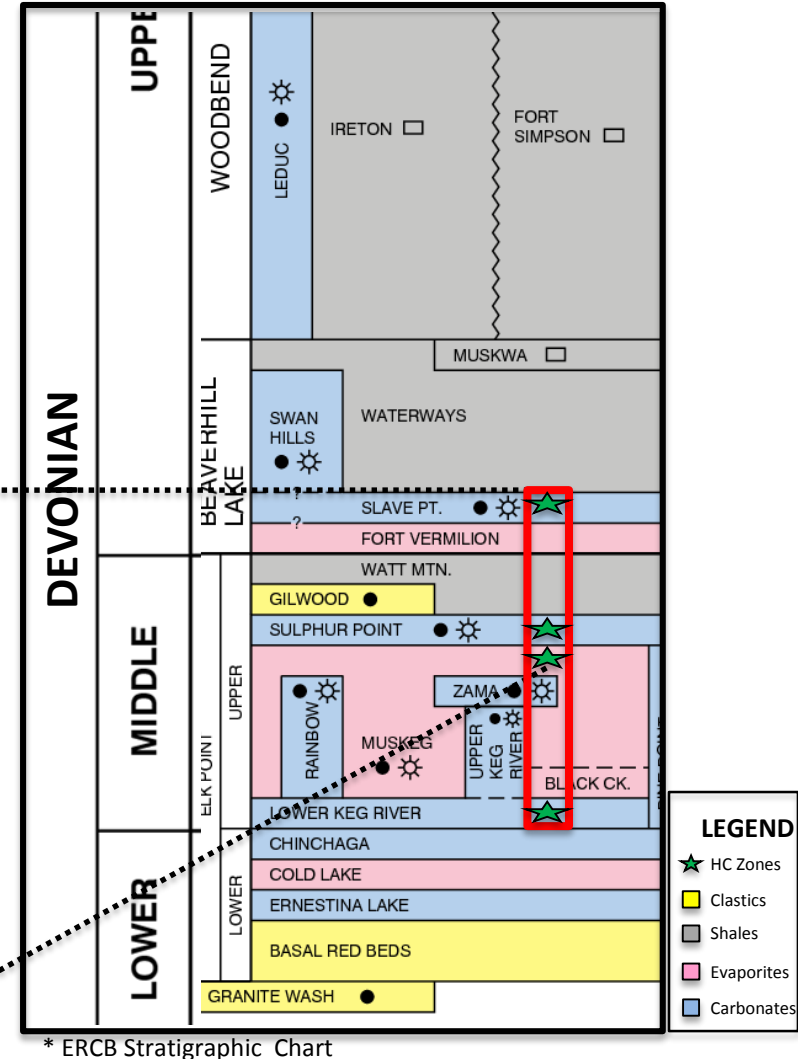 UPPE
WOODBEND
LEDUC
IRETON
FORT
SIMPSON
MUSKWA
DEVONIAN
BEAVERHILL
LAKE
SWAN
HILLS
WATERWAYS
?
SLAVE PT.
?
FORT VERMILION
WATT MTN.
GILWOOD
SULPHUR POINT
MIDDLE
ELK POINT
UPPER
RAINBOW
MUSKEG
ZAMA
UPPER
KEG
RIVER
BLACK CK.
LOWER KEG RIVER
LOWER
LOWER
CHINCHAGA
COLD LAKE
ERNESTINA LAKE
BASAL RED BEDS
GRANITE WASH
LEGEND
HC Zones
Clastics
Shales
Evaporites
Carbonates
* ERCB Stratigraphic Chart